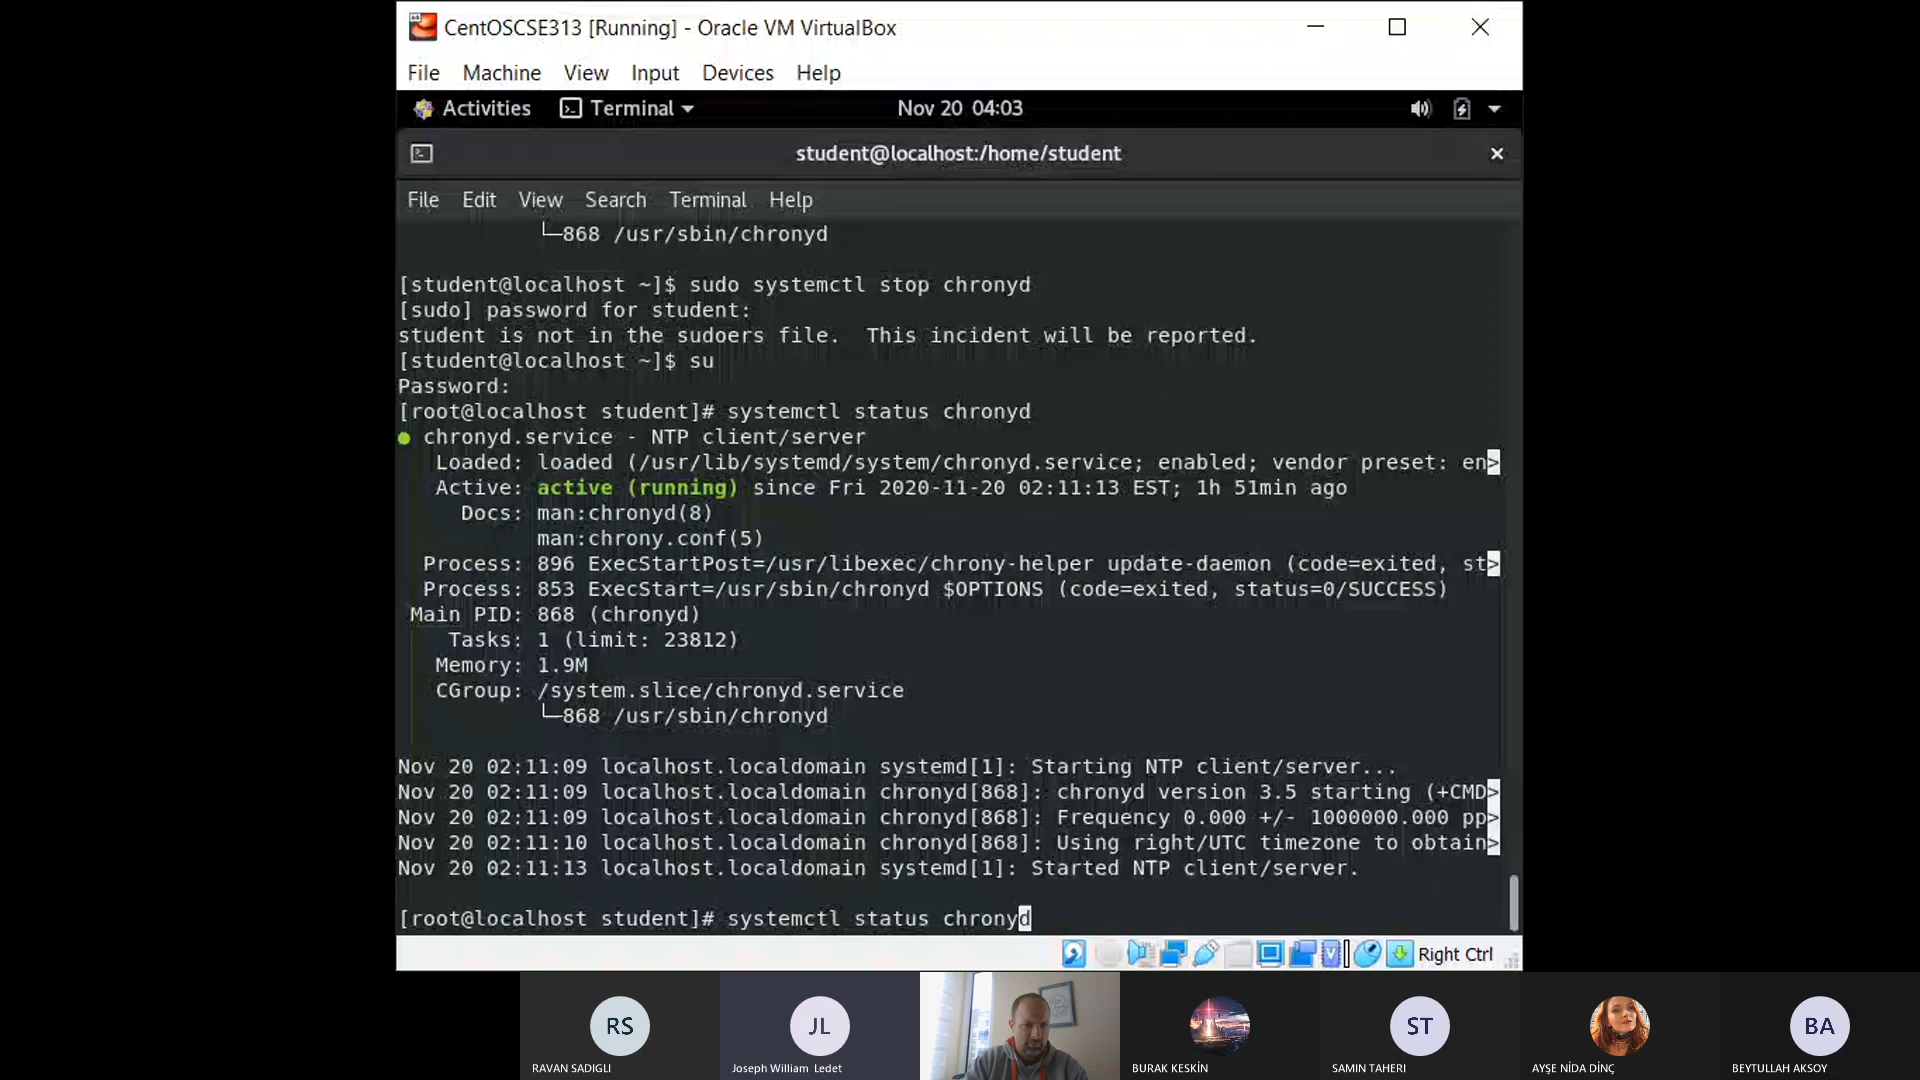 CentOSCSE313 [Running] - Oracle VM VirtualBox
File Machine View Input Devices Help
Activities Terminal Nov 20 04:03
student@localhost:/home/student
File Edit View Search Terminal Help
└─868 /usr/sbin/chronyd
[student@localhost ~]$ sudo systemctl stop chronyd
[sudo] password for student:
student is not in the sudoers file.  This incident will be reported.
[student@localhost ~]$ su
Password:
[root@localhost student]# systemctl status chronyd
● chronyd.service - NTP client/server
Loaded: loaded (/usr/lib/systemd/system/chronyd.service; enabled; vendor preset: en>
Active: active (running) since Fri 2020-11-20 02:11:13 EST; 1h 51min ago
Docs: man:chronyd(8)
man:chrony.conf(5)
Process: 896 ExecStartPost=/usr/libexec/chrony-helper update-daemon (code=exited, st>
Process: 853 ExecStart=/usr/sbin/chronyd $OPTIONS (code=exited, status=0/SUCCESS)
Main PID: 868 (chronyd)
Tasks: 1 (limit: 23812)
Memory: 1.9M
CGroup: /system.slice/chronyd.service
└─868 /usr/sbin/chronyd
Nov 20 02:11:09 localhost.localdomain systemd[1]: Starting NTP client/server...
Nov 20 02:11:09 localhost.localdomain chronyd[868]: chronyd version 3.5 starting (+CMD>
Nov 20 02:11:09 localhost.localdomain chronyd[868]: Frequency 0.000 +/- 1000000.000 pp>
Nov 20 02:11:10 localhost.localdomain chronyd[868]: Using right/UTC timezone to obtain>
Nov 20 02:11:13 localhost.localdomain systemd[1]: Started NTP client/server.
[root@localhost student]# systemctl status chronyd
Right Ctrl
RS JL ST BA
RAVAN SADIGLI Joseph William Ledet BURAK KESKİN SAMIN TAHERI AYŞE NİDA DİNÇ BEYTULLAH AKSOY